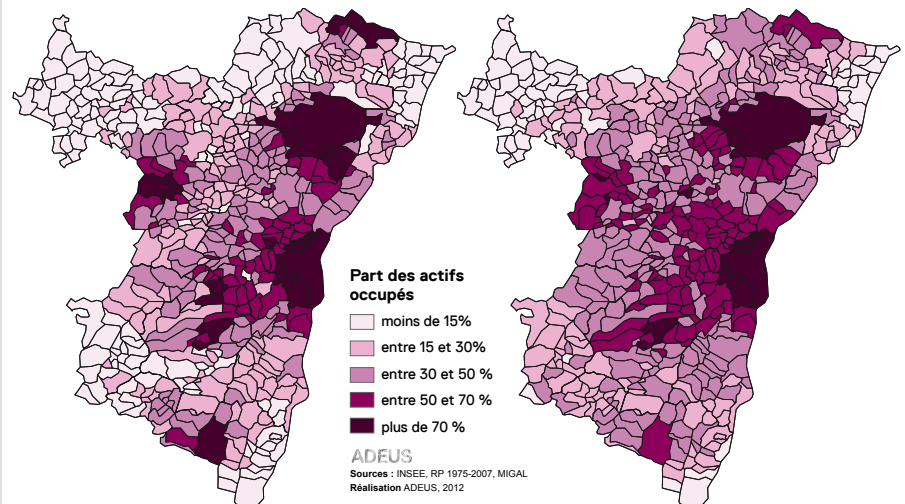 Part des actifs
occupés
moins de 15%
entre 15 et 30%
entre 30 et 50 %
entre 50 et 70 %
plus de 70 %
ADEUS
Sources : INSEE, RP 1975-2007, MIGAL
Réalisation ADEUS, 2012